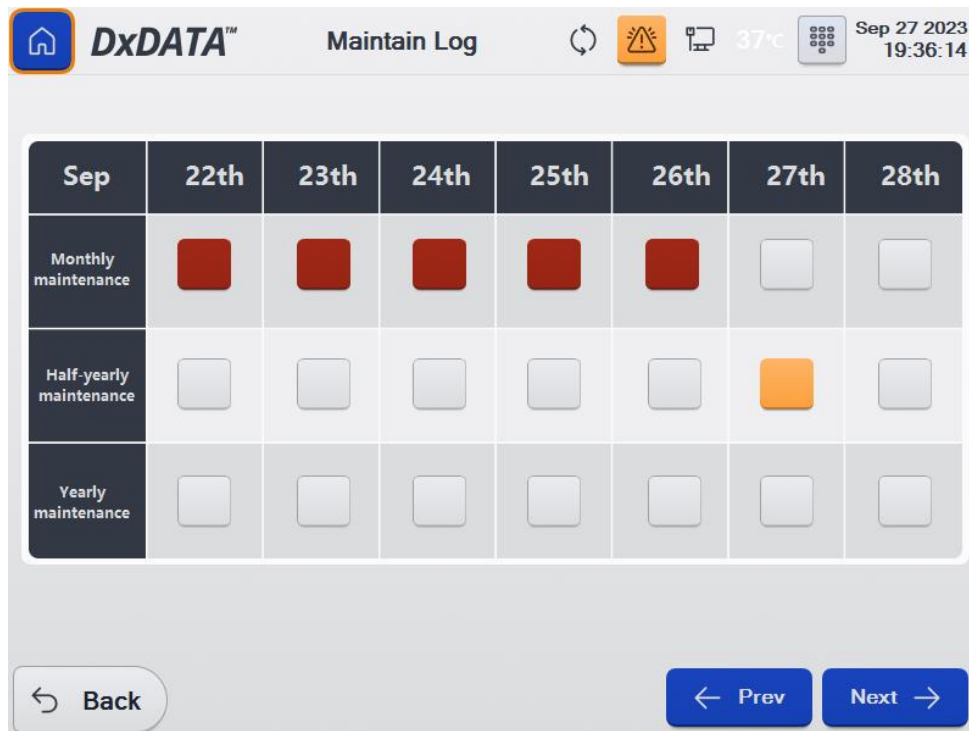 DxDATA™ Maintain Log 37°C Sep 27 2023
19:36:14
Sep 22th 23th 24th 25th 26th 27th 28th
Monthly
maintenance
Half-yearly
maintenance
Yearly
maintenance
Back Prev Next